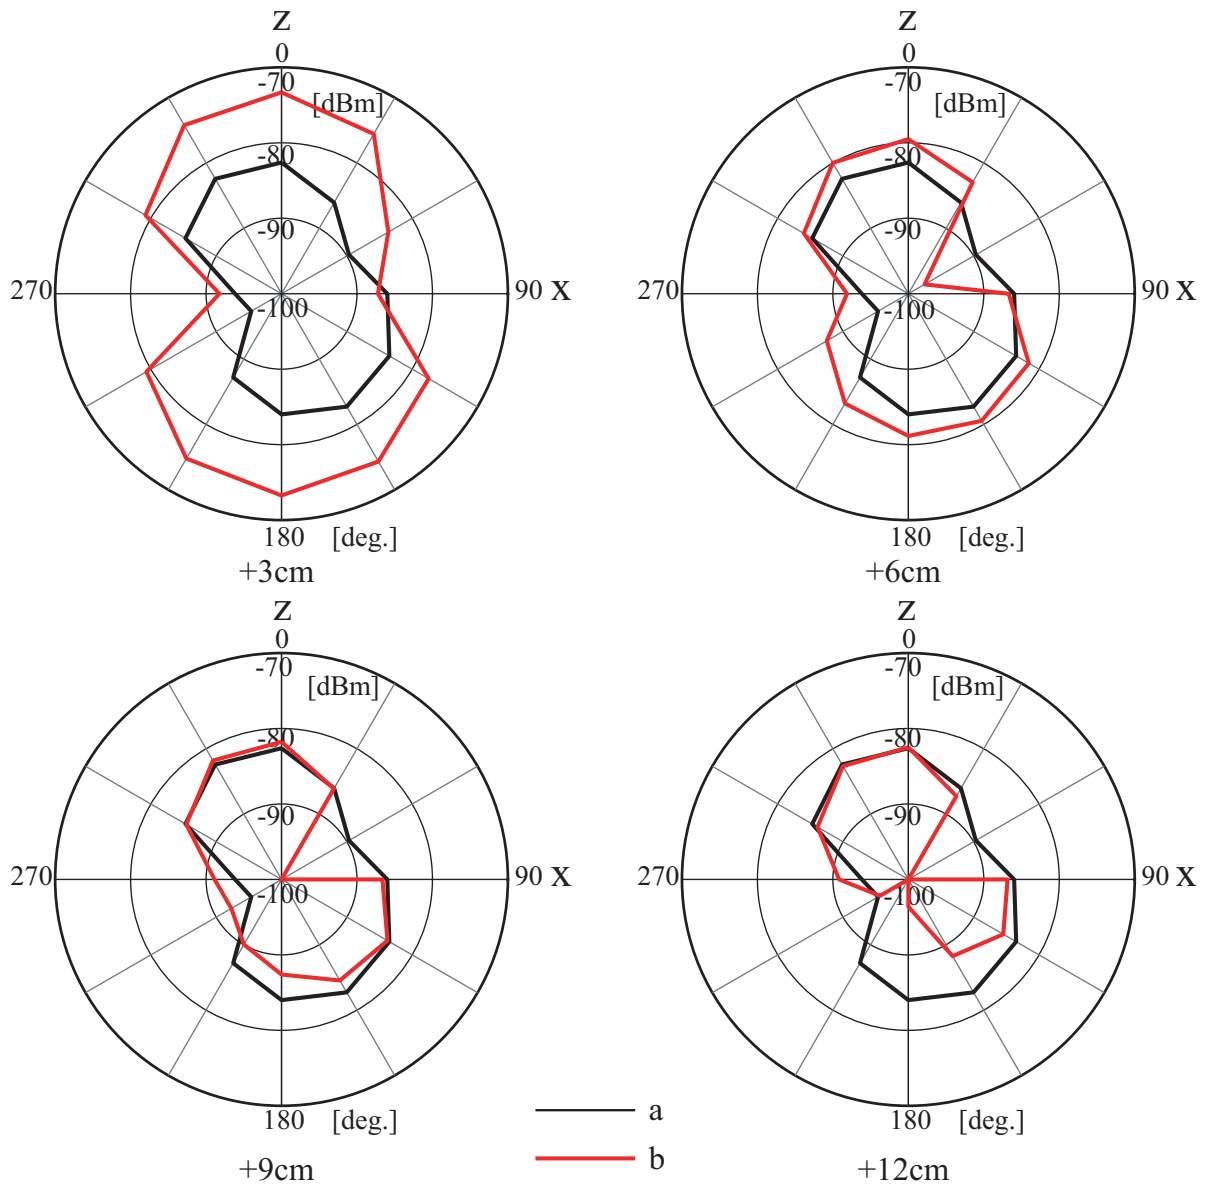 Z Z
0 0
-70 -70
[dBm] [dBm]
-80 -80
-90 -90
270 -100 90 X 270 -100 90 X
180 [deg.] 180 [deg.]
+3cm +6cm
Z Z
0 0
-70 -70
[dBm] [dBm]
-80 -80
-90 -90
270 -100 90 X 270 -100 90 X
180 [deg.] 180 [deg.]
a
b
+9cm +12cm